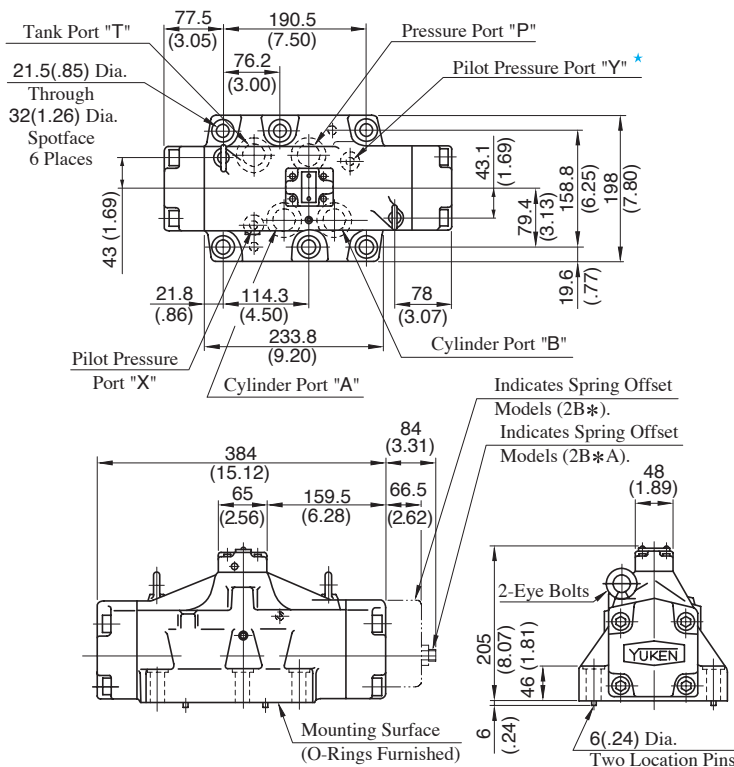 77.5
(3.05)
190.5
(7.50)
76.2
(3.00)
Tank Port "T"
Pressure Port "P"
Pilot Pressure Port "Y" ★
21.5(.85) Dia.
Through
32(1.26) Dia.
Spotface
6 Places
43 (1.69)
43.1
(1.69)
79.4
(3.13)
158.8
(6.25)
198
(7.80)
19.6
(.77)
21.8
(.86)
114.3
(4.50)
78
(3.07)
233.8
(9.20)
Pilot Pressure
Port "X"
Cylinder Port "A"
Cylinder Port "B"
Indicates Spring Offset
Models (2B*).
Indicates Spring Offset
Models (2B*A).
84
(3.31)
384
(15.12)
65
(2.56)
159.5
(6.28)
66.5
(2.62)
48
(1.89)
2-Eye Bolts
YUKEN
205
(8.07)
46 (1.81)
6
(.24)
Mounting Surface
(O-Rings Furnished)
6(.24) Dia.
Two Location Pins